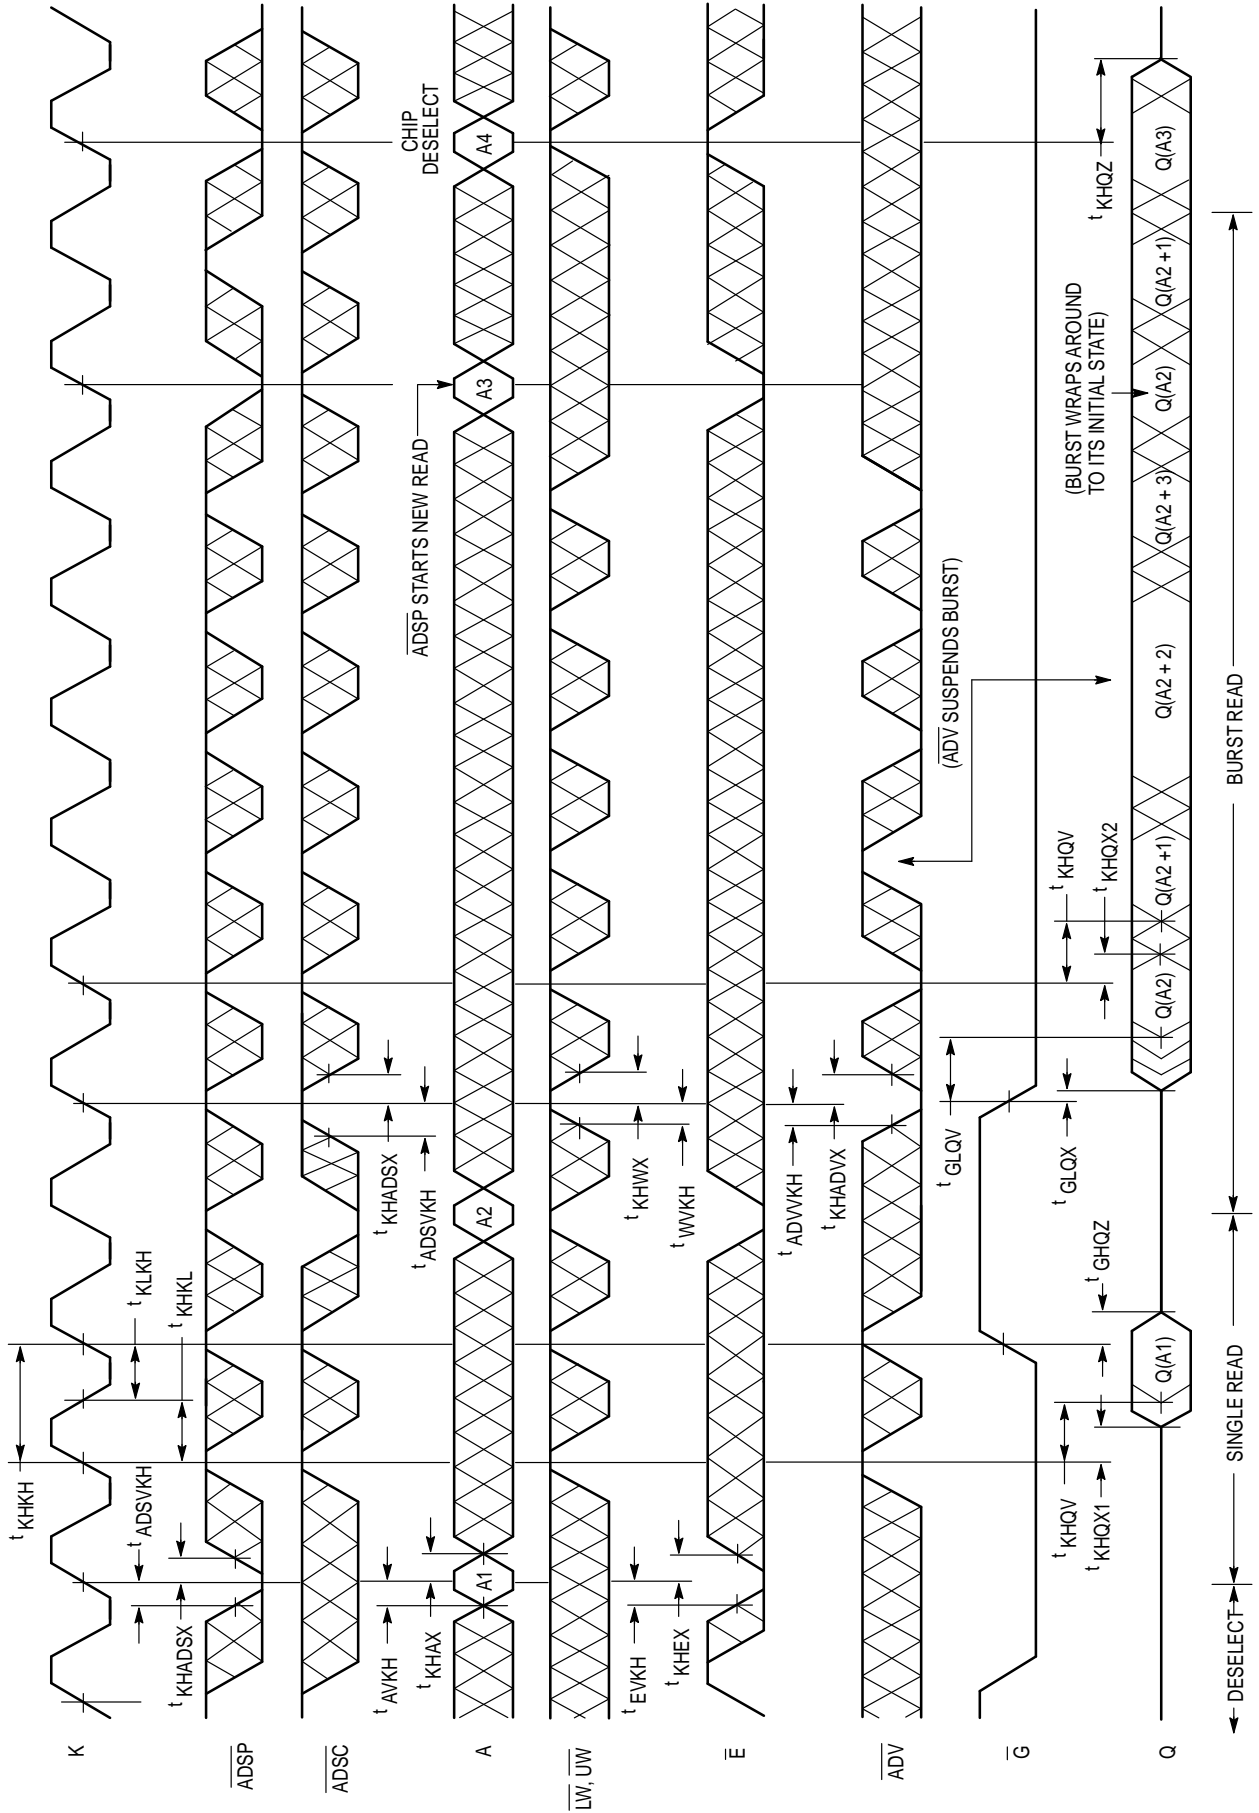 K
ADSP
ADSC
A
LW, UW
E
ADV
G
Q
t KHKH
t KLKH
t KHKL
t ADSVKH
t KHADSX
t KHADSX
t ADSVKH
CHIP
DESELECT
ADSP STARTS NEW READ
t AVKH
t KHAX
A1
A2
A3
A4
t KHWX
t WVKH
t EVKH
t KHEX
t ADVVKH
t KHADVX
(ADV SUSPENDS BURST)
t GLQV
t GLQX
t KHQV
t KHQX1
t GHQZ
t KHQV
t KHQX2
(BURST WRAPS AROUND
TO ITS INITIAL STATE)
t KHQZ
Q(A1)
Q(A2)
Q(A2+1)
Q(A2 + 2)
Q(A2 + 3)
Q(A2)
Q(A2 +1)
Q(A3)
DESELECT
SINGLE READ
BURST READ